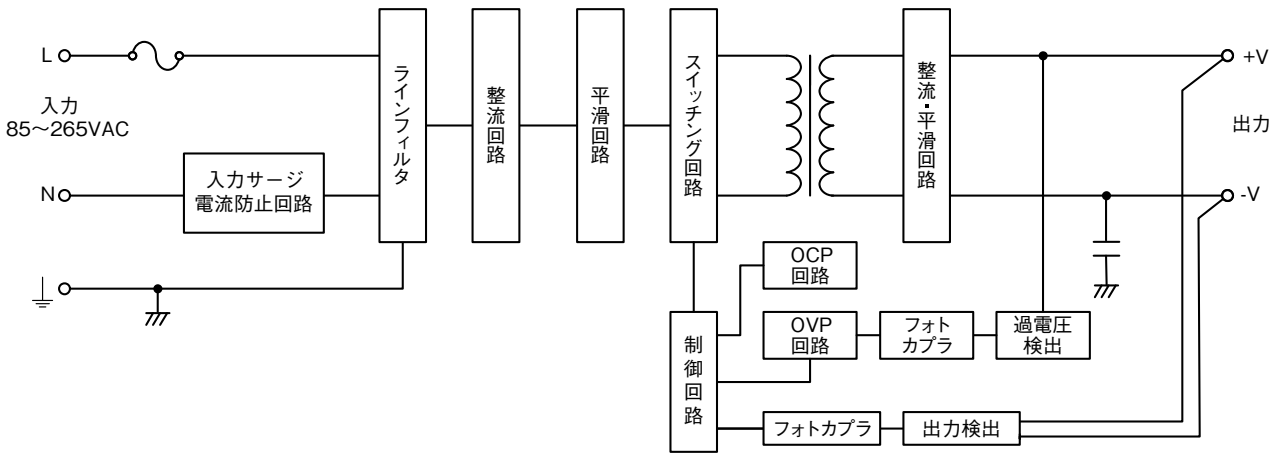 L
入力
85～265VAC
N
入力サージ
電流防止回路
ラインフィルタ
整流回路
平滑回路
スイッチング回路
整流・平滑回路
+V
出力
-V
OCP
回路
制御回路
OVP
回路
フォト
カプラ
過電圧
検出
フォトカプラ
出力検出